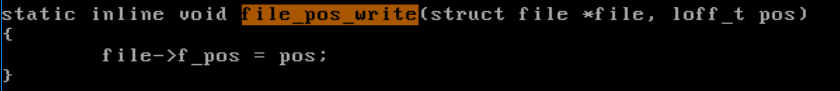 static inline void file_pos_write(struct file *file, loff_t pos)
{
        file->f_pos = pos;
}